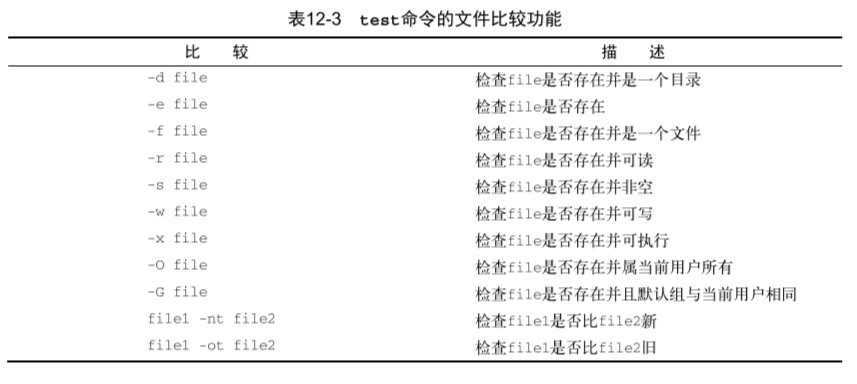 表12-3 test命令的文件比较功能
比 较 描 述
-d file 检查file是否存在并是一个目录
-e file 检查file是否存在
-f file 检查file是否存在并是一个文件
-r file 检查file是否存在并可读
-s file 检查file是否存在并非空
-w file 检查file是否存在并可写
-x file 检查file是否存在并可执行
-O file 检查file是否存在并属当前用户所有
-G file 检查file是否存在并且默认组与当前用户相同
file1 -nt file2 检查file1是否比file2新
file1 -ot file2 检查file1是否比file2旧